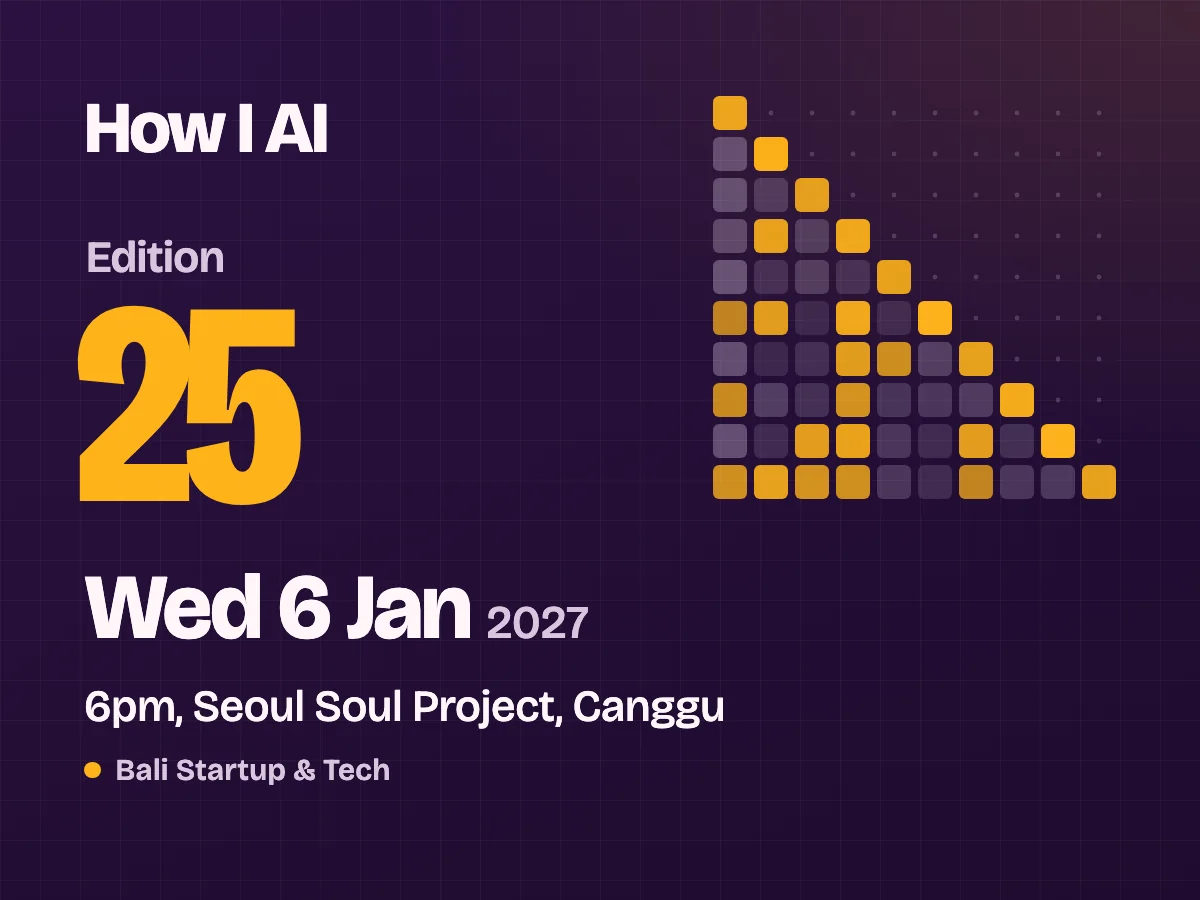 How I AI
Edition
25
Wed 6 Jan 2027
6pm, Seoul Soul Project, Canggu
Bali Startup & Tech